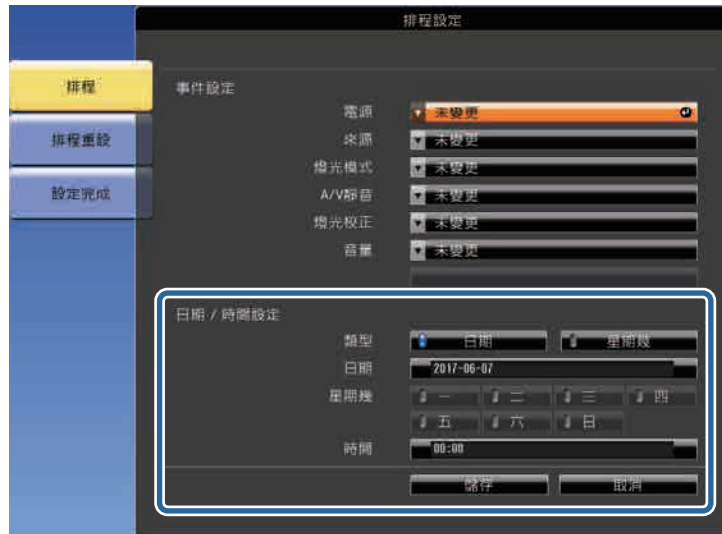 排程設定
排程
排程重設
設定完成
事件設定
電源 未變更
來源 未變更
燈光模式 未變更
A/V靜音 未變更
燈光校正 未變更
音量 未變更
日期 / 時間設定
類型 日期 星期幾
日期 2017-06-07
星期幾 一 二 三 四
五 六 日
時間 00:00
儲存 取消